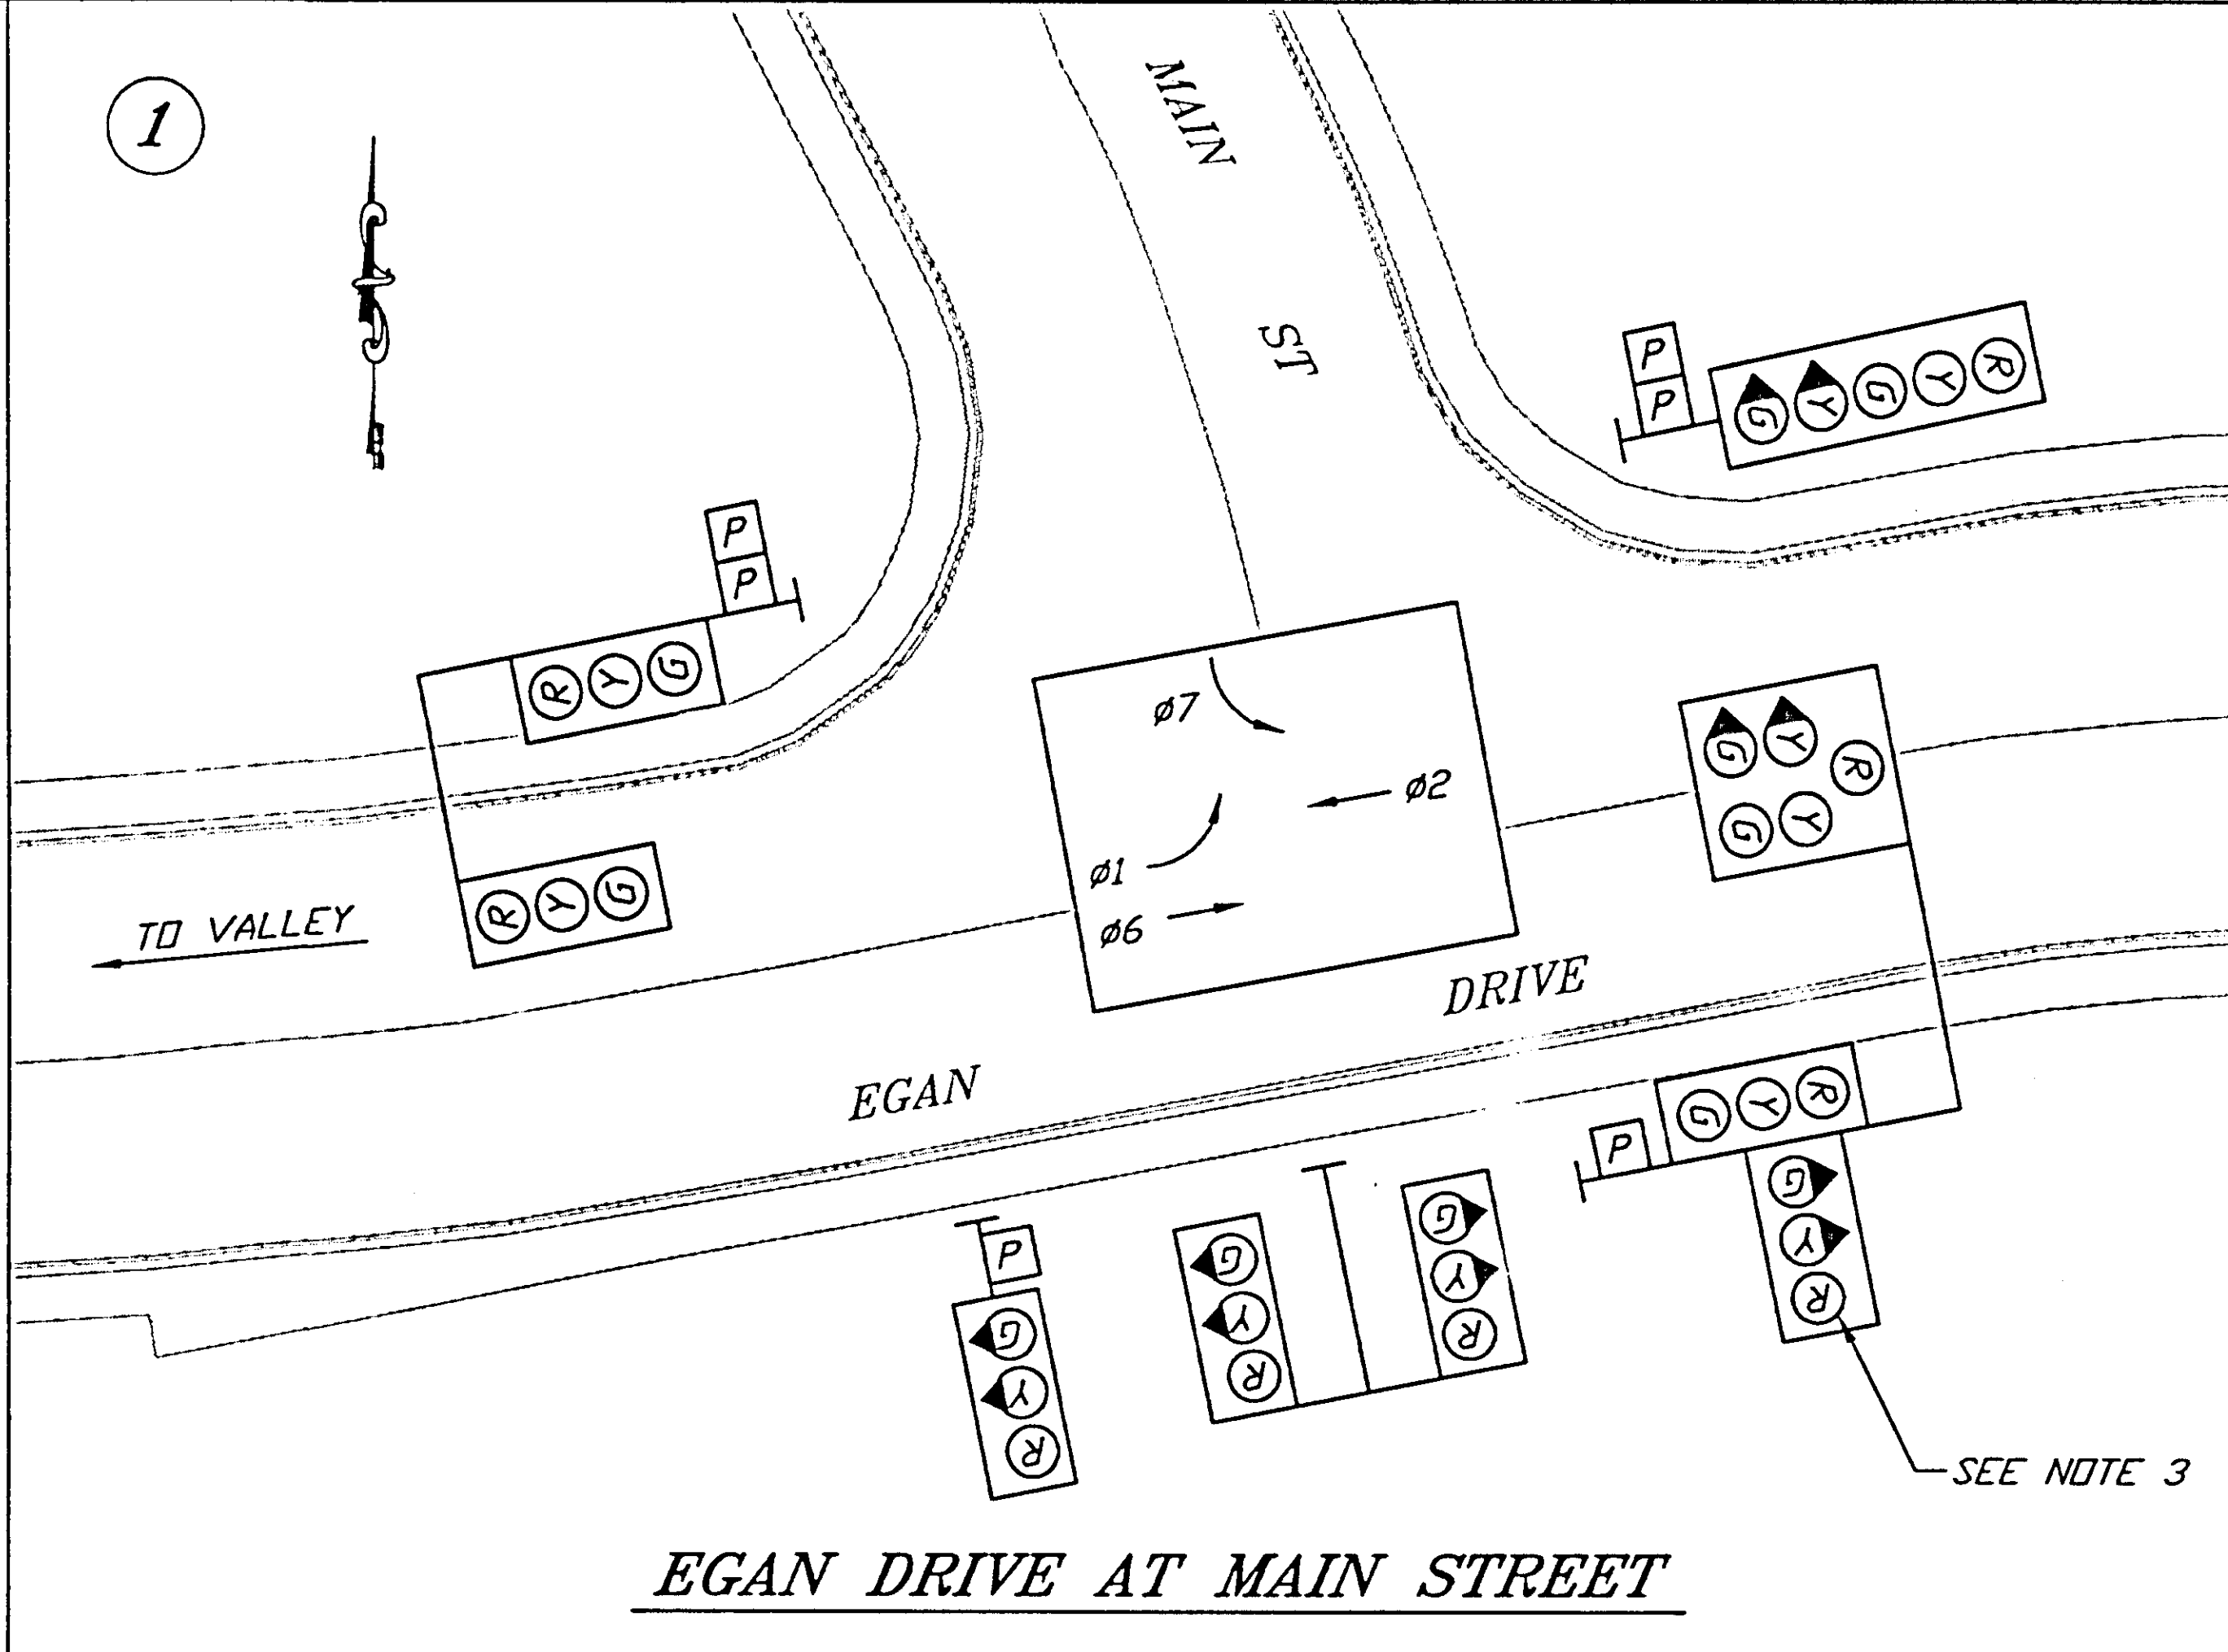 1
MAIN
ST
P
P
G Y G Y R
P
P
R Y G
ø7
ø2
ø1
ø6
G Y R
G Y
R Y G
TO VALLEY
DRIVE
EGAN
G Y R
P
G
Y
R
P
G
Y
R
G
Y
R
G
Y
R
SEE NOTE 3
EGAN DRIVE AT MAIN STREET